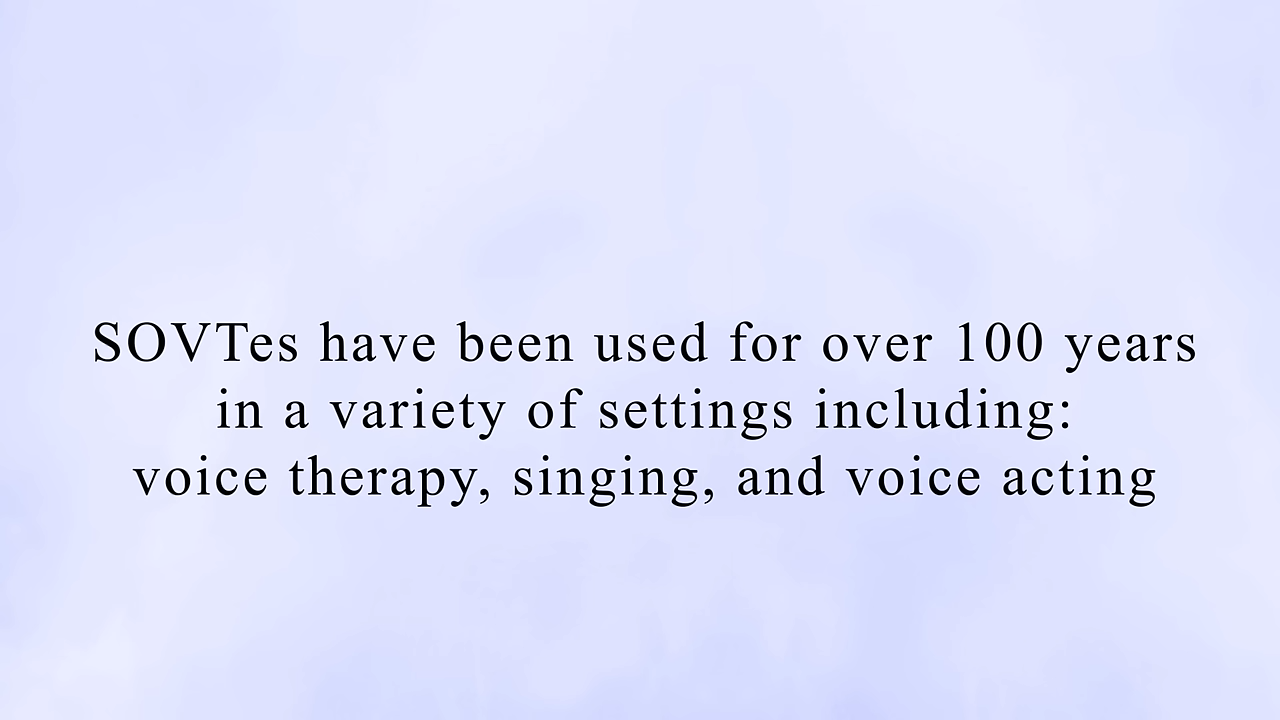 SOVTes have been used for over 100 years
in a variety of settings including:
voice therapy, singing, and voice acting